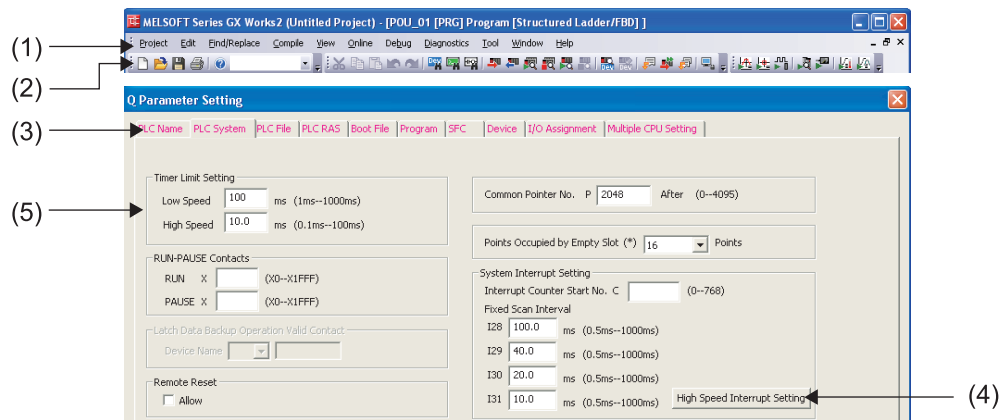 MELSOFT Series GX Works2 (Untitled Project) - [POU_01 [PRG] Program [Structured Ladder/FBD] ]
(1)
Project Edit Find/Replace Compile View Online Debug Diagnostics Tool Window Help
(2)
Q Parameter Setting
(3)
PLC Name PLC System PLC File PLC RAS Boot File Program SFC Device I/O Assignment Multiple CPU Setting
Timer Limit Setting
Low Speed 100 ms (1ms--1000ms)
High Speed 10.0 ms (0.1ms--100ms)
(5)
Common Pointer No. P 2048 After (0--4095)
Points Occupied by Empty Slot (*) 16 Points
RUN-PAUSE Contacts
RUN X (X0--X1FFF)
PAUSE X (X0--X1FFF)
Latch Data Backup Operation Valid Contact
Device Name
Remote Reset
Allow
System Interrupt Setting
Interrupt Counter Start No. C (0--768)
Fixed Scan Interval
I28 100.0 ms (0.5ms--1000ms)
I29 40.0 ms (0.5ms--1000ms)
I30 20.0 ms (0.5ms--1000ms)
I31 10.0 ms (0.5ms--1000ms)
High Speed Interrupt Setting
(4)